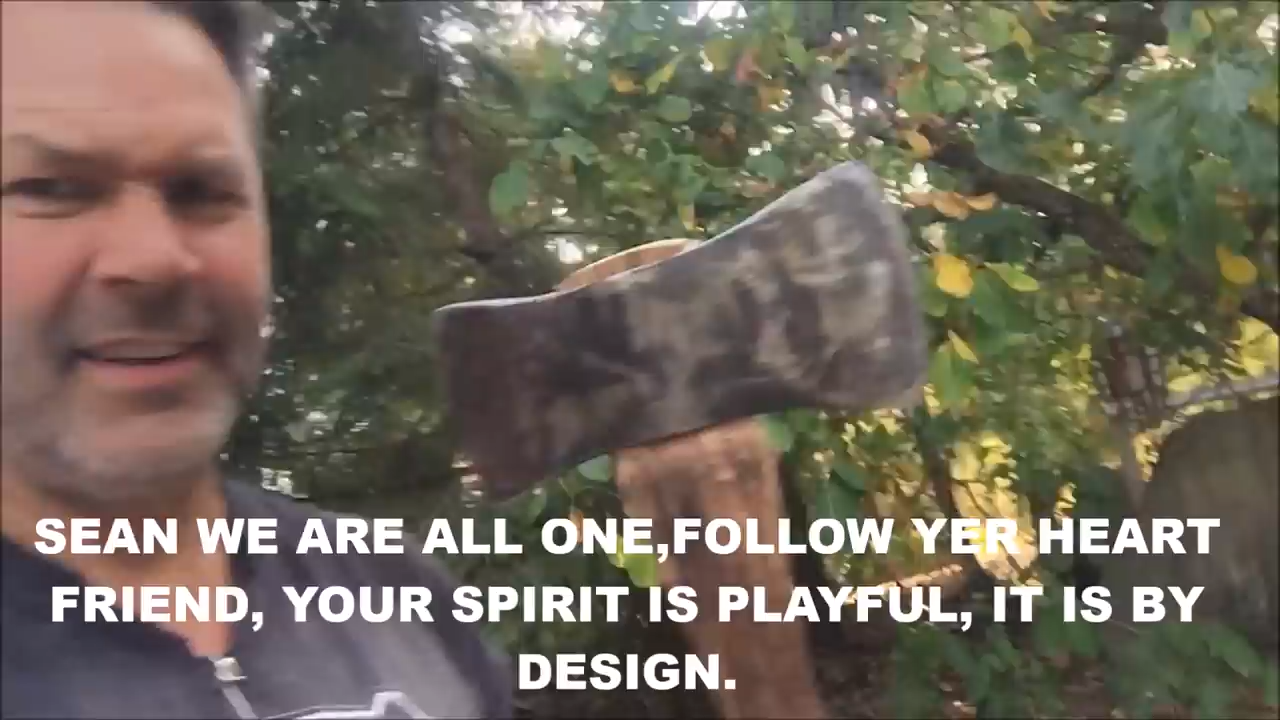 SEAN WE ARE ALL ONE,FOLLOW YER HEART
FRIEND, YOUR SPIRIT IS PLAYFUL, IT IS BY
DESIGN.